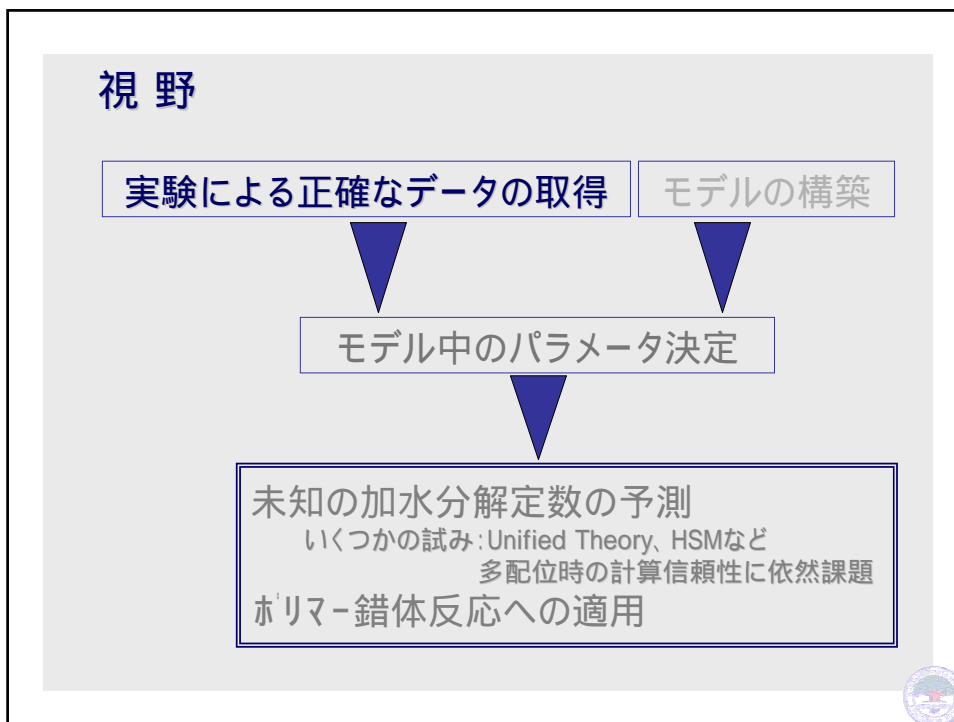 視 野
実験による正確なデータの取得 モデルの構築
モデル中のパラメータ決定
未知の加水分解定数の予測
いくつかの試み:Unified Theory、HSMなど
多配位時の計算信頼性に依然課題
ポリマー錯体反応への適用